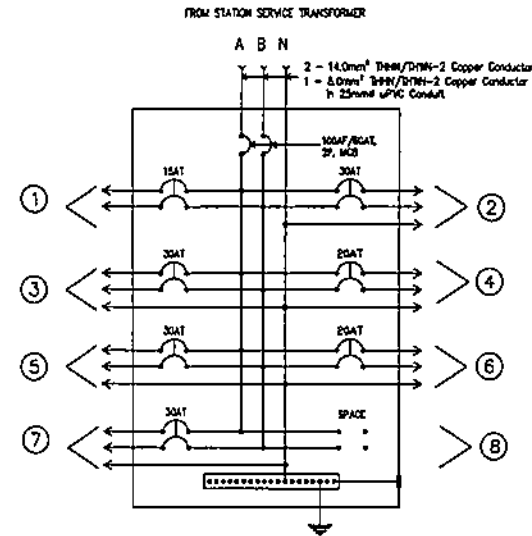 FROM STATION SERVICE TRANSFORMER
A B N
2 - 14.0mm² THHN/THWN-2 Copper Conductor
1 - 8.0mm² THHN/THWN-2 Copper Conductor
in 25mmø uPVC Conduit
100AF/80AT,
2P, MCB
15AT 30AT
1 2
30AT 20AT
3 4
30AT 20AT
5 6
30AT SPACE
7 8